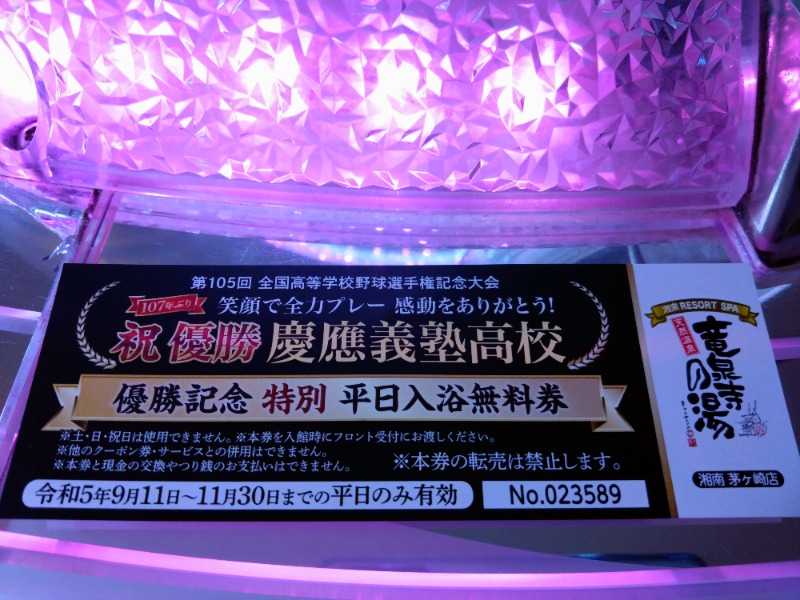 第105回 全国高等学校野球選手権記念大会
107年ぶり! 笑顔で全力プレー 感動をありがとう!
祝 優勝 慶應義塾高校
優勝記念 特別 平日入浴無料券
※土・日・祝日は使用できません。※本券を入館時にフロント受付にお渡しください。
※他のクーポン券・サービスとの併用はできません。
※本券と現金の交換やつり銭のお支払いはできません。
※本券の転売は禁止します。
令和5年9月11日～11月30日までの平日のみ有効
No.023589
湘南 RESORT SPA
天然温泉
竜泉寺の湯
湘南 茅ヶ崎店